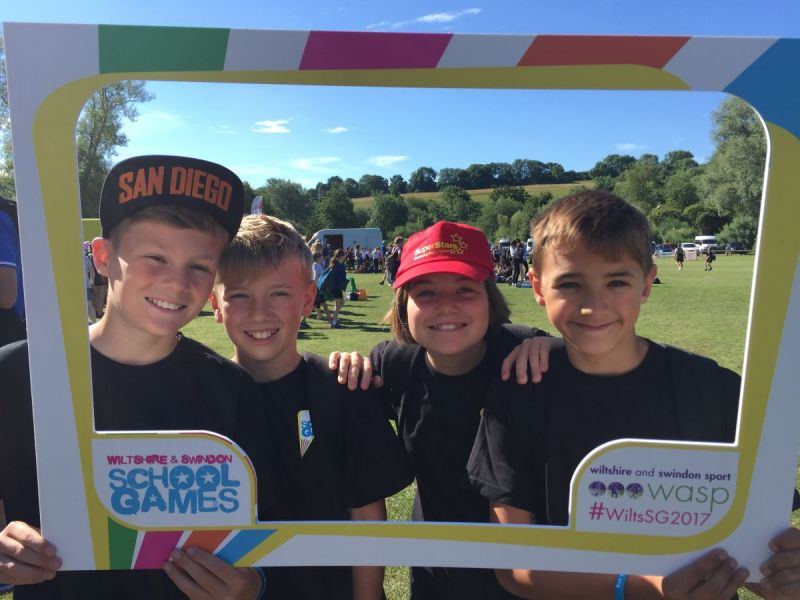 SAN DIEGO
SuperStars
WILTSHIRE & SWINDON
SCHOOL
GAMES
wiltshire and swindon sport
wasp
#WiltsSG2017